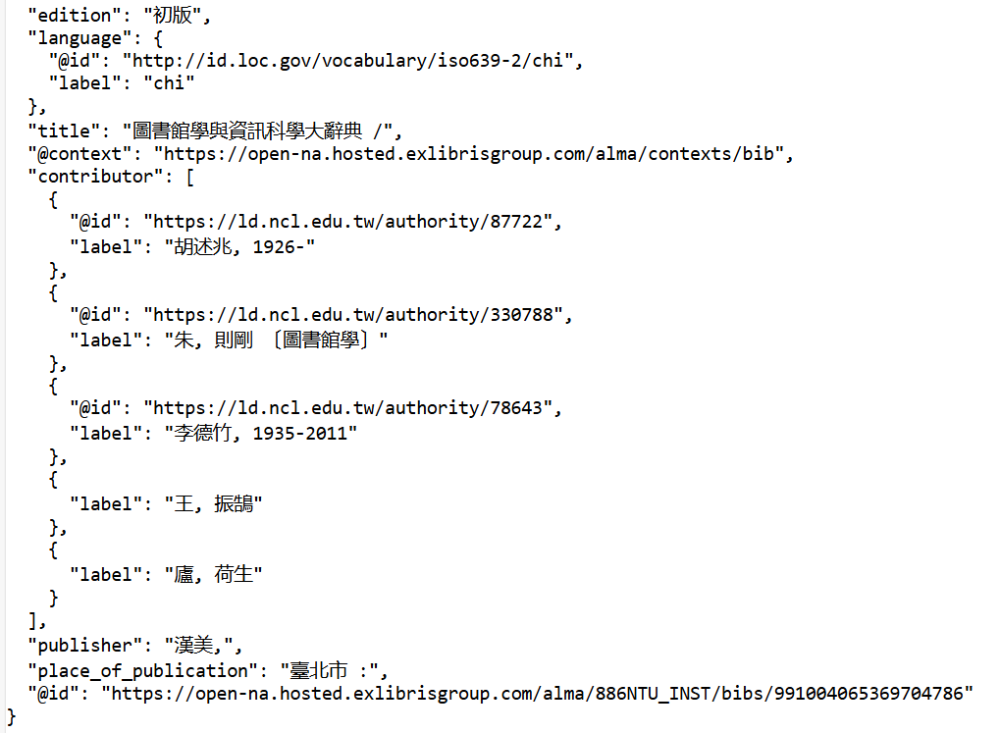 "edition": "初版",
"language": {
"@id": "http://id.loc.gov/vocabulary/iso639-2/chi",
"label": "chi"
},
"title": "圖書館學與資訊科學大辭典 /",
"@context": "https://open-na.hosted.exlibrisgroup.com/alma/contexts/bib",
"contributor": [
{
"@id": "https://ld.ncl.edu.tw/authority/87722",
"label": "胡述兆, 1926-"
},
{
"@id": "https://ld.ncl.edu.tw/authority/330788",
"label": "朱, 則剛 〔圖書館學〕"
},
{
"@id": "https://ld.ncl.edu.tw/authority/78643",
"label": "李德竹, 1935-2011"
},
{
"label": "王, 振鵠"
},
{
"label": "廬, 荷生"
}
],
"publisher": "漢美,",
"place_of_publication": "臺北市 :",
"@id": "https://open-na.hosted.exlibrisgroup.com/alma/886NTU_INST/bibs/991004065369704786"
}